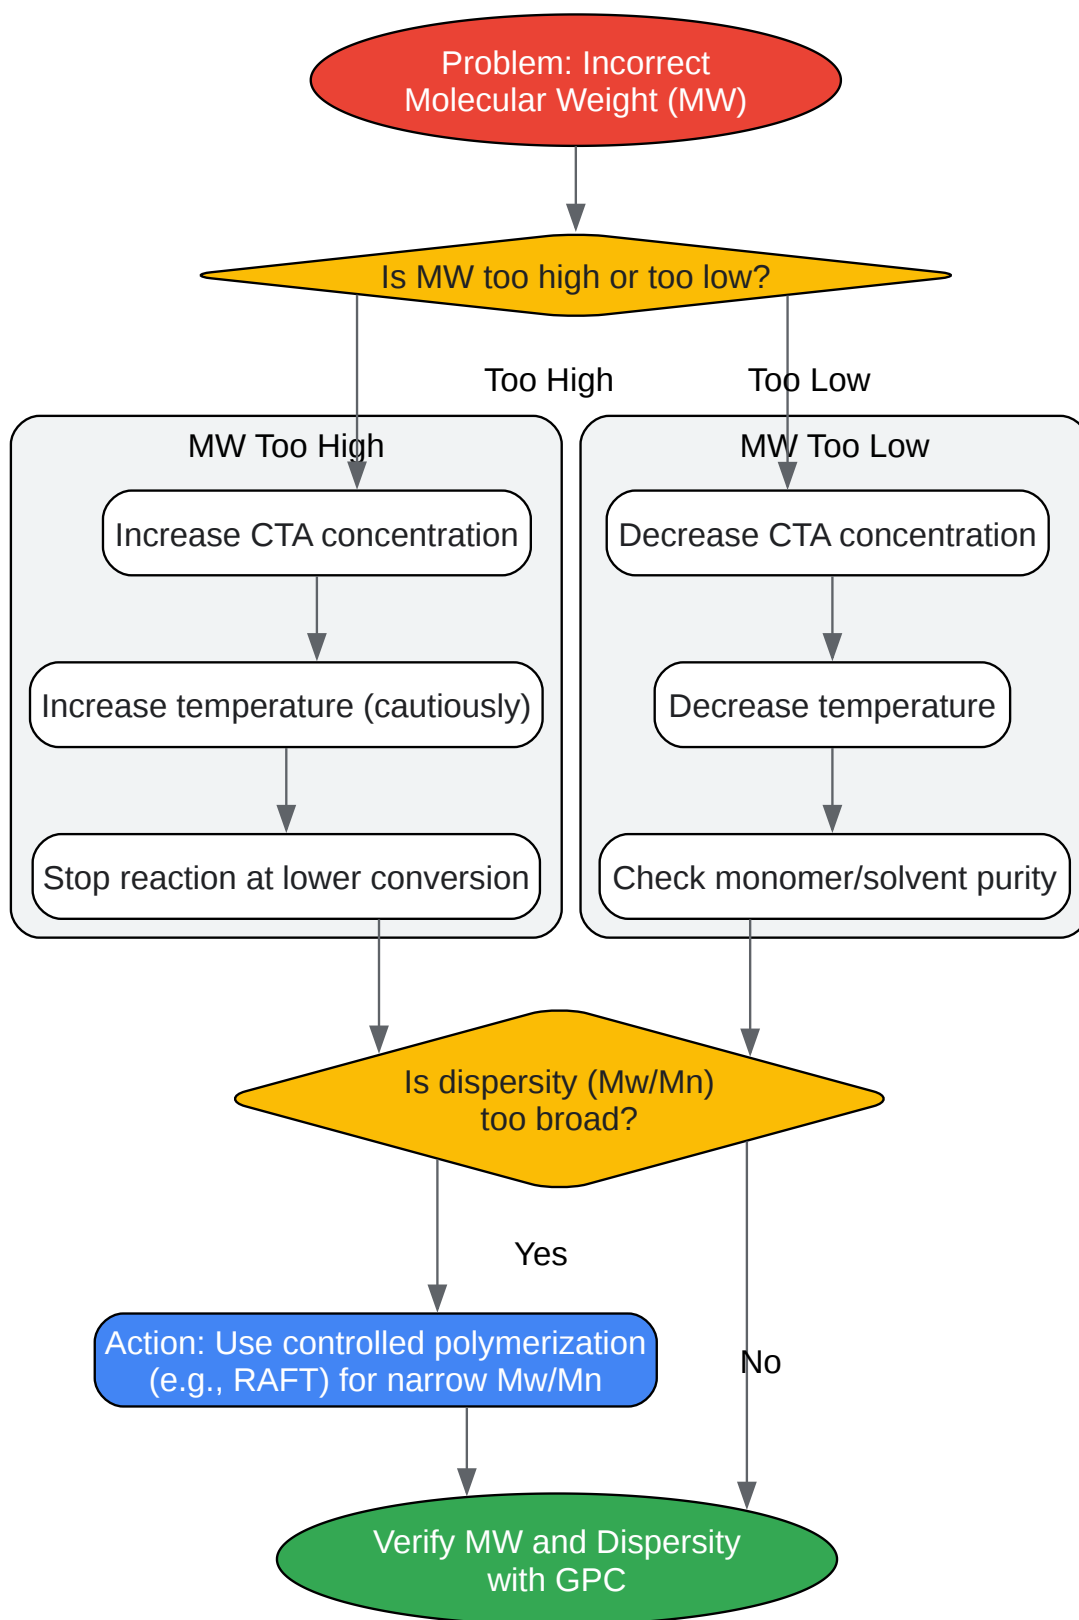 Problem: Incorrect
Molecular Weight (MW)
Is MW too high or too low?
Too High
Too Low
MW Too High
MW Too Low
Increase CTA concentration
Decrease CTA concentration
Increase temperature (cautiously)
Decrease temperature
Stop reaction at lower conversion
Check monomer/solvent purity
Is dispersity (Mw/Mn)
too broad?
Yes
Action: Use controlled polymerization
(e.g., RAFT) for narrow Mw/Mn
No
Verify MW and Dispersity
with GPC